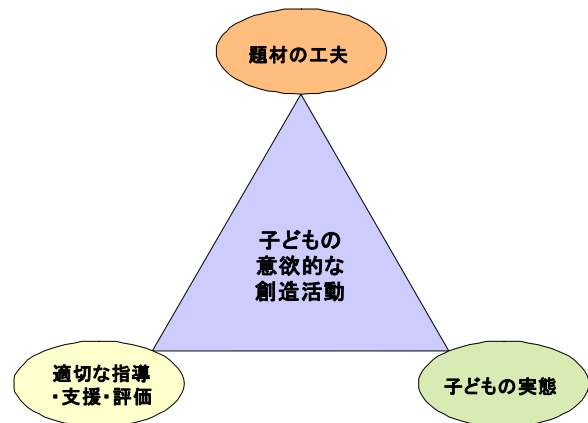 題材の工夫
子どもの
意欲的な
創造活動
適切な指導
・支援・評価
子どもの実態